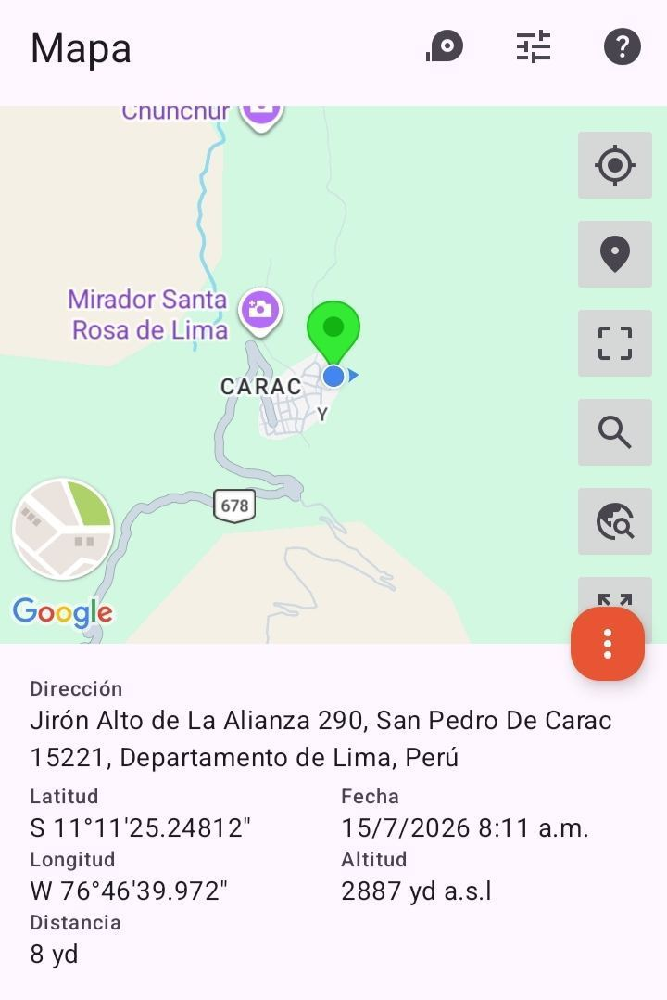 Mapa
Chunchur
Mirador Santa
Rosa de Lima
CARAC
Y
678
Google
Dirección
Jirón Alto de La Alianza 290, San Pedro De Carac
15221, Departamento de Lima, Perú
Latitud
S 11°11'25.24812"
Fecha
15/7/2026 8:11 a.m.
Longitud
W 76°46'39.972"
Altitud
2887 yd a.s.l
Distancia
8 yd